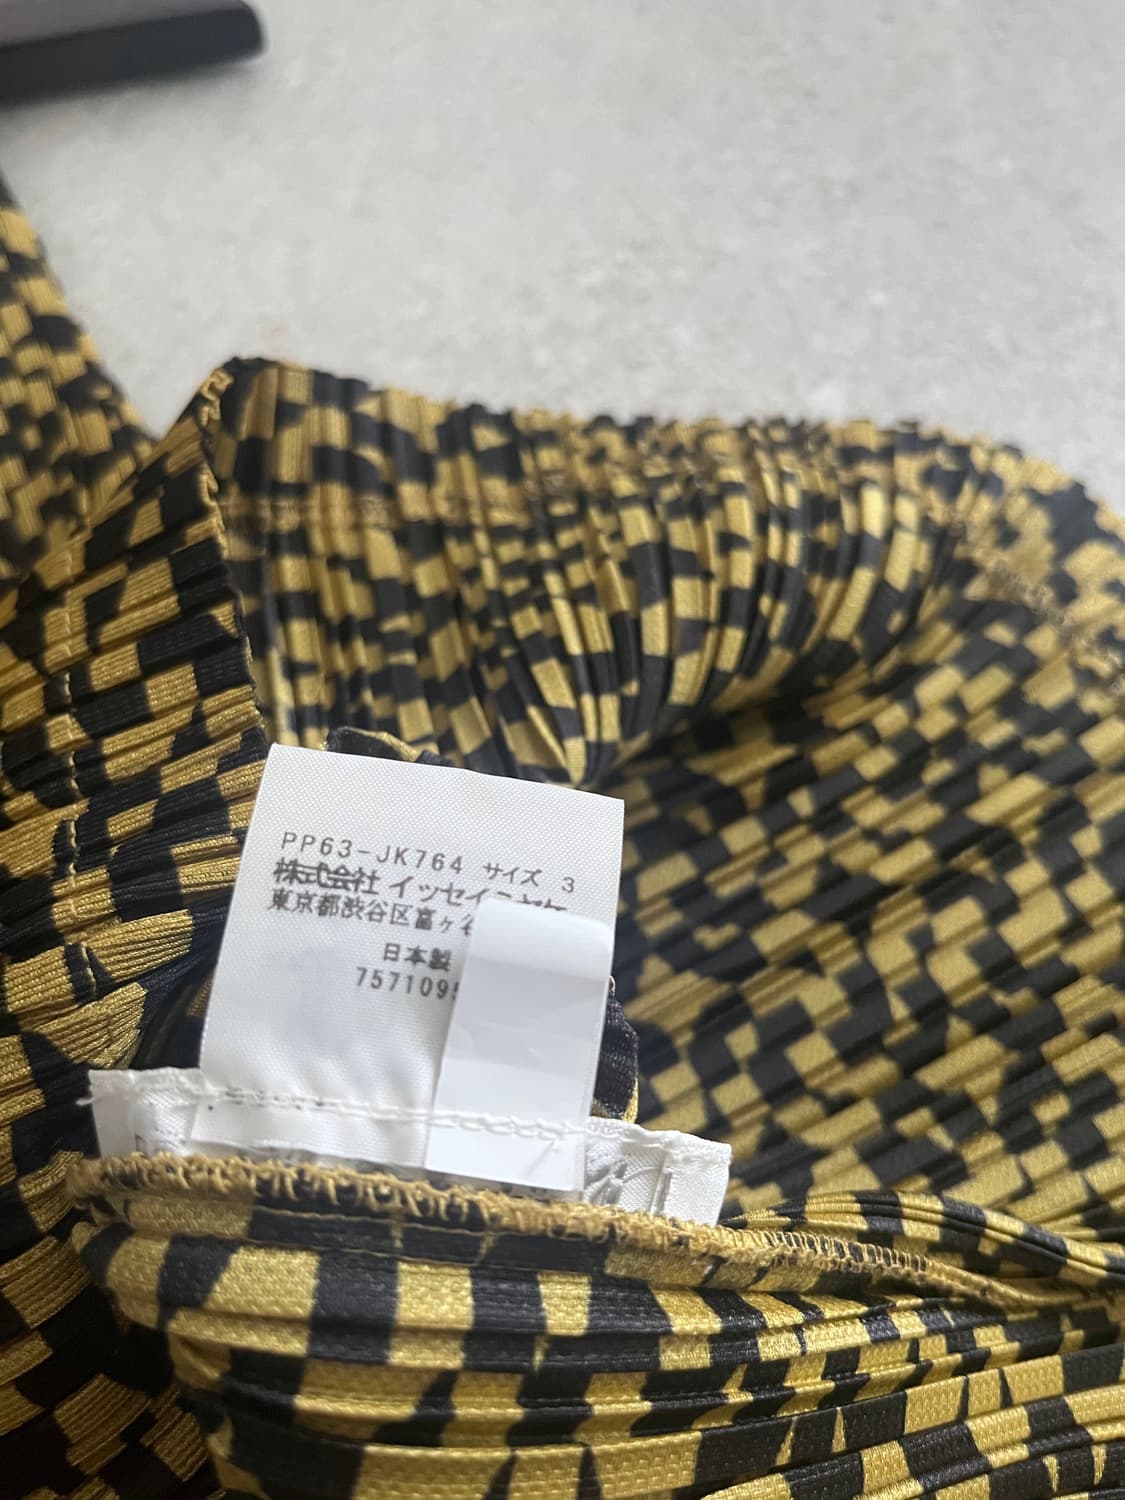 PP63-JK764 サイズ 3
株式会社 イッセイミヤケ
東京都渋谷区富ヶ谷
日本製
757109